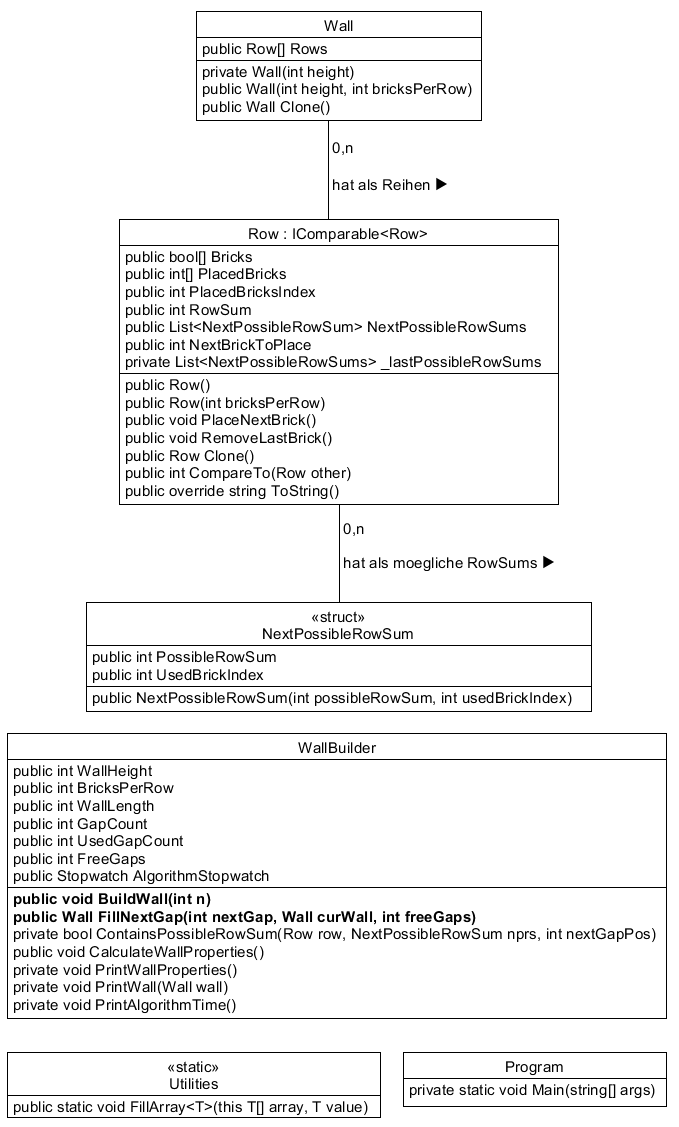 Wall
public Row[] Rows
private Wall(int height)
public Wall(int height, int bricksPerRow)
public Wall Clone()
0,n
hat als Reihen ▶
Row : IComparable<Row>
public bool[] Bricks
public int[] PlacedBricks
public int PlacedBricksIndex
public int RowSum
public List<NextPossibleRowSum> NextPossibleRowSums
public int NextBrickToPlace
private List<NextPossibleRowSums> _lastPossibleRowSums
public Row()
public Row(int bricksPerRow)
public void PlaceNextBrick()
public void RemoveLastBrick()
public Row Clone()
public int CompareTo(Row other)
public override string ToString()
0,n
hat als moegliche RowSums ▶
«struct»
NextPossibleRowSum
public int PossibleRowSum
public int UsedBrickIndex
public NextPossibleRowSum(int possibleRowSum, int usedBrickIndex)
WallBuilder
public int WallHeight
public int BricksPerRow
public int WallLength
public int GapCount
public int UsedGapCount
public int FreeGaps
public Stopwatch AlgorithmStopwatch
public void BuildWall(int n)
public Wall FillNextGap(int nextGap, Wall curWall, int freeGaps)
private bool ContainsPossibleRowSum(Row row, NextPossibleRowSum nprs, int nextGapPos)
public void CalculateWallProperties()
private void PrintWallProperties()
private void PrintWall(Wall wall)
private void PrintAlgorithmTime()
«static»
Utilities
public static void FillArray<T>(this T[] array, T value)
Program
private static void Main(string[] args)